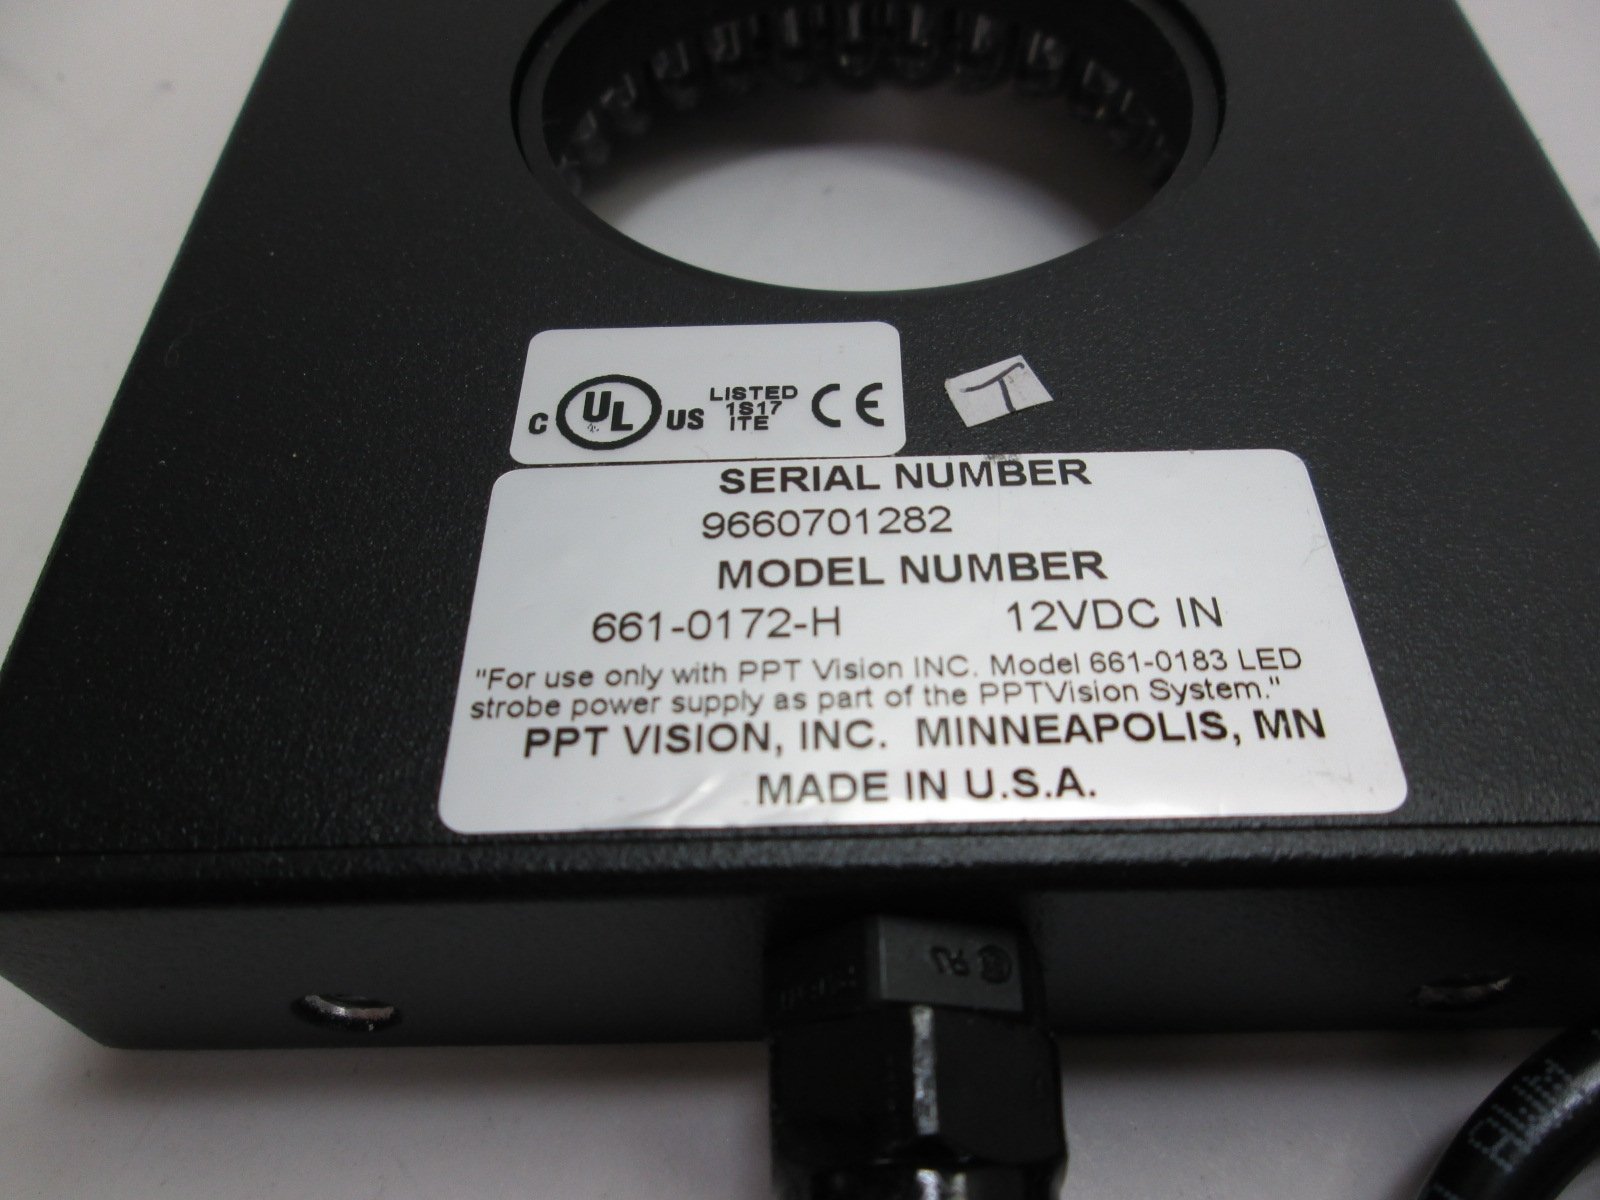 C UL US LISTED 1S17 ITE CE
T
SERIAL NUMBER
9660701282
MODEL NUMBER
661-0172-H 12VDC IN
"For use only with PPT Vision INC. Model 661-0183 LED
strobe power supply as part of the PPTVision System."
PPT VISION, INC. MINNEAPOLIS, MN
MADE IN U.S.A.